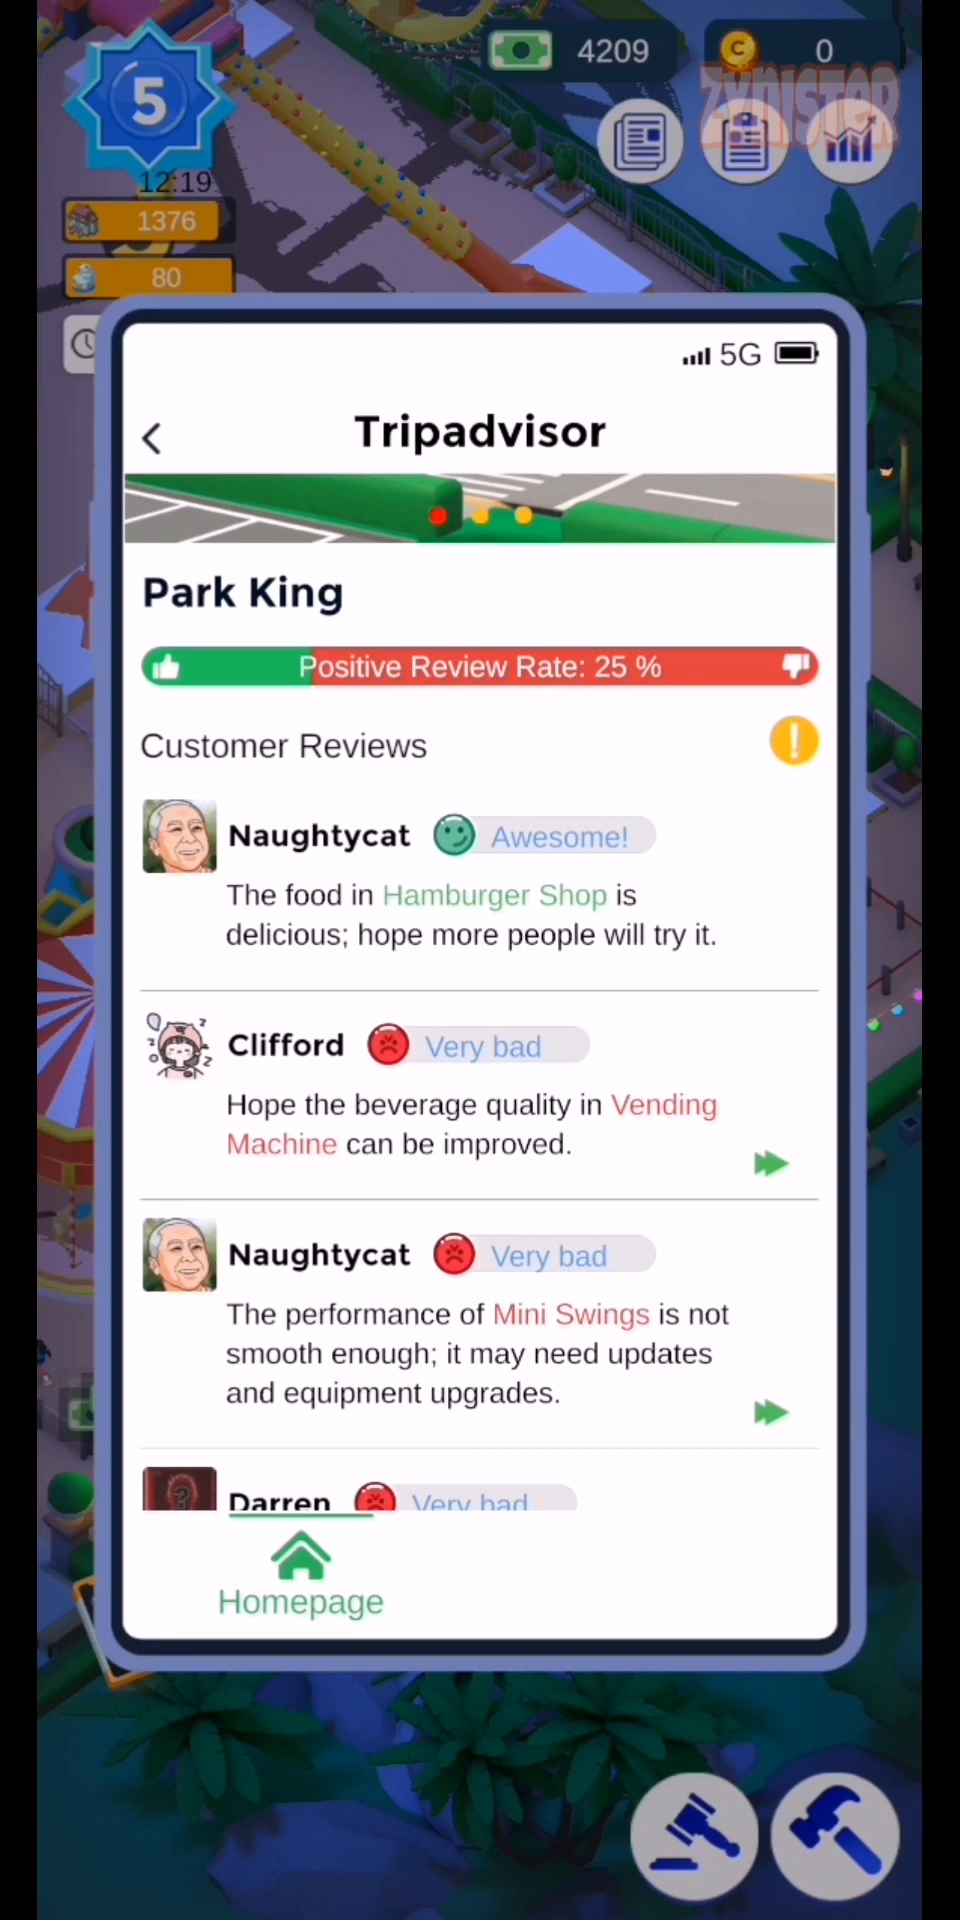 5
4209
C
0
ZYNISTER
12:19
1376
80
5G
Tripadvisor
Park King
Positive Review Rate: 25 %
Customer Reviews
Naughtycat
Awesome!
The food in Hamburger Shop is
delicious; hope more people will try it.
Clifford
Very bad
Hope the beverage quality in Vending
Machine can be improved.
Naughtycat
Very bad
The performance of Mini Swings is not
smooth enough; it may need updates
and equipment upgrades.
Darren
Very bad
Homepage